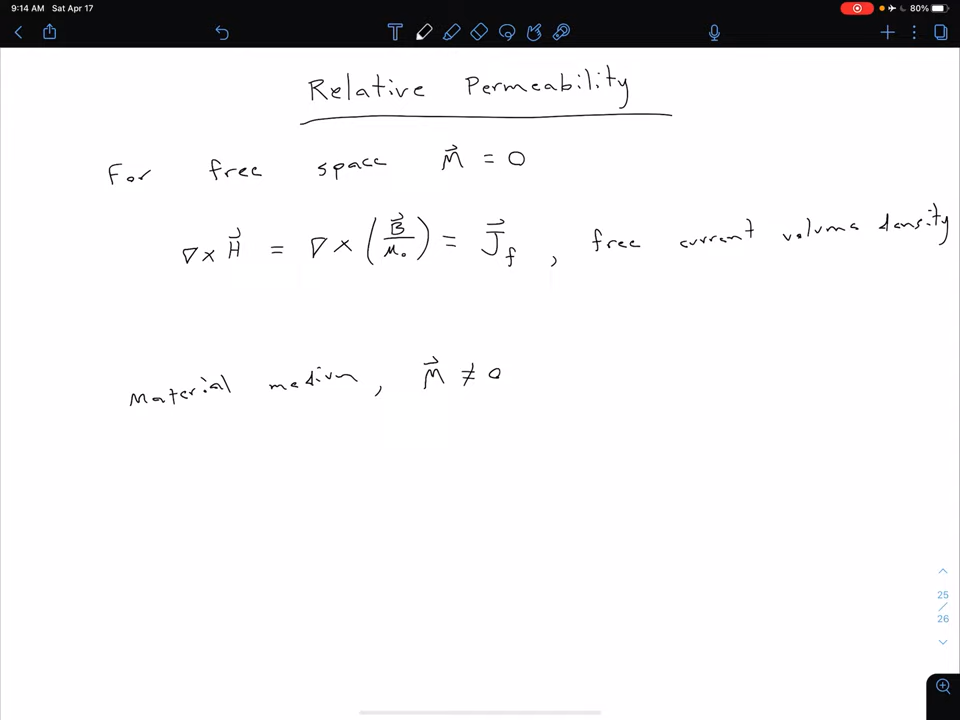 9:14 AM Sat Apr 17
80%
Relative Permeability
For free space M⃗ = 0
∇ × H⃗ = ∇ × (B⃗/μ₀) = J⃗_f , free current volume density
Material medium, M⃗ ≠ 0
25
/
26